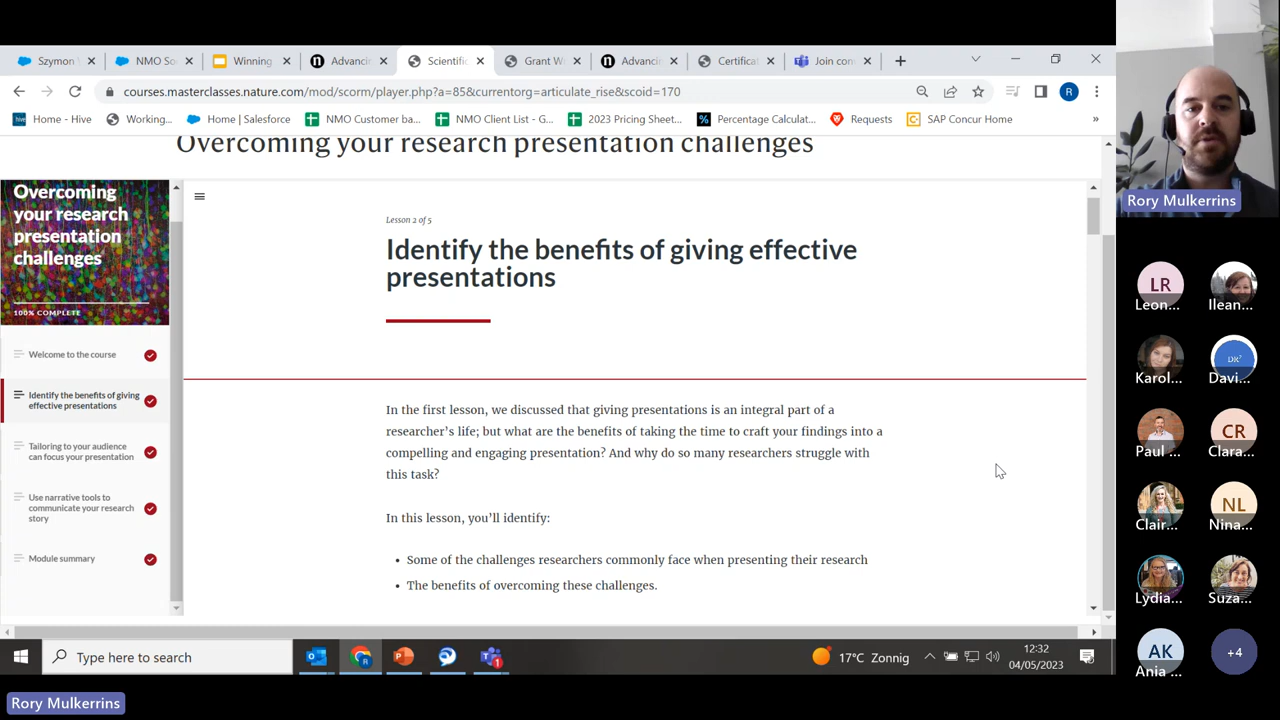 Szymon
NMO So
Winning
Advancin
Scientific
Grant W
Advancin
Certifica
Join con
courses.masterclasses.nature.com/mod/scorm/player.php?a=85&currentorg=articulate_rise&scoid=170
R
Home - Hive
Working...
Home | Salesforce
NMO Customer ba...
NMO Client List - G...
2023 Pricing Sheet...
Percentage Calculat...
Requests
SAP Concur Home
»
Overcoming your research presentation challenges
Overcoming
your research
presentation
challenges
100% COMPLETE
Welcome to the course
Identify the benefits of giving
effective presentations
Tailoring to your audience
can focus your presentation
Use narrative tools to
communicate your research
story
Module summary
Lesson 2 of 5
Identify the benefits of giving effective
presentations
In the first lesson, we discussed that giving presentations is an integral part of a
researcher's life; but what are the benefits of taking the time to craft your findings into a
compelling and engaging presentation? And why do so many researchers struggle with
this task?
In this lesson, you'll identify:
• Some of the challenges researchers commonly face when presenting their research
• The benefits of overcoming these challenges.
Type here to search
1
17°C Zonnig
12:32
04/05/2023
Rory Mulkerrins
Rory Mulkerrins
LR
Leon...
Ilean...
Karol...
DR
Davi...
Paul ...
CR
Clara...
Clair...
NL
Nina...
Lydia...
Suza...
AK
Ania ...
+4